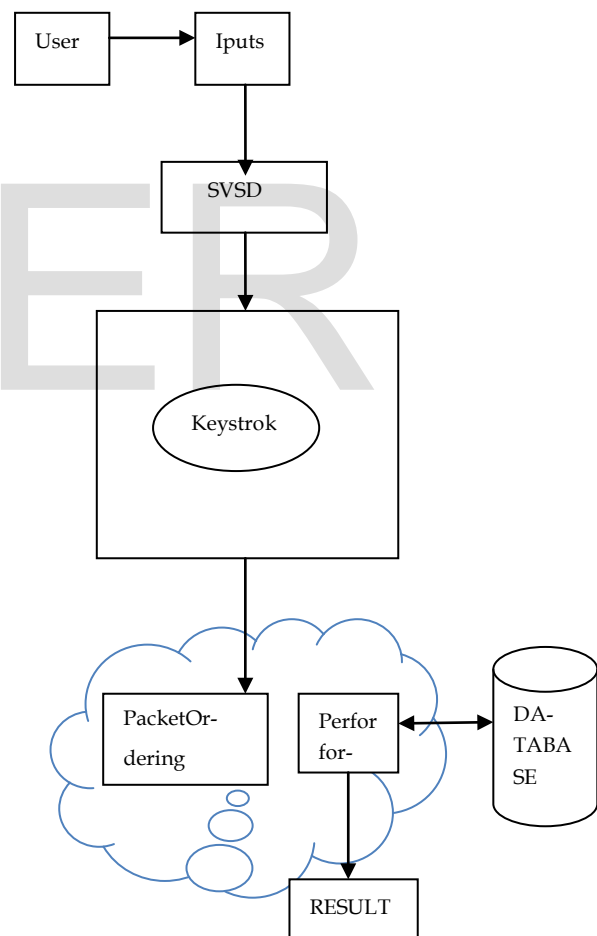 User
Iputs
SVSD
ER
Keystrok
PacketOr-
dering
Perfor
for-
DA-
TABA
SE
RESULT